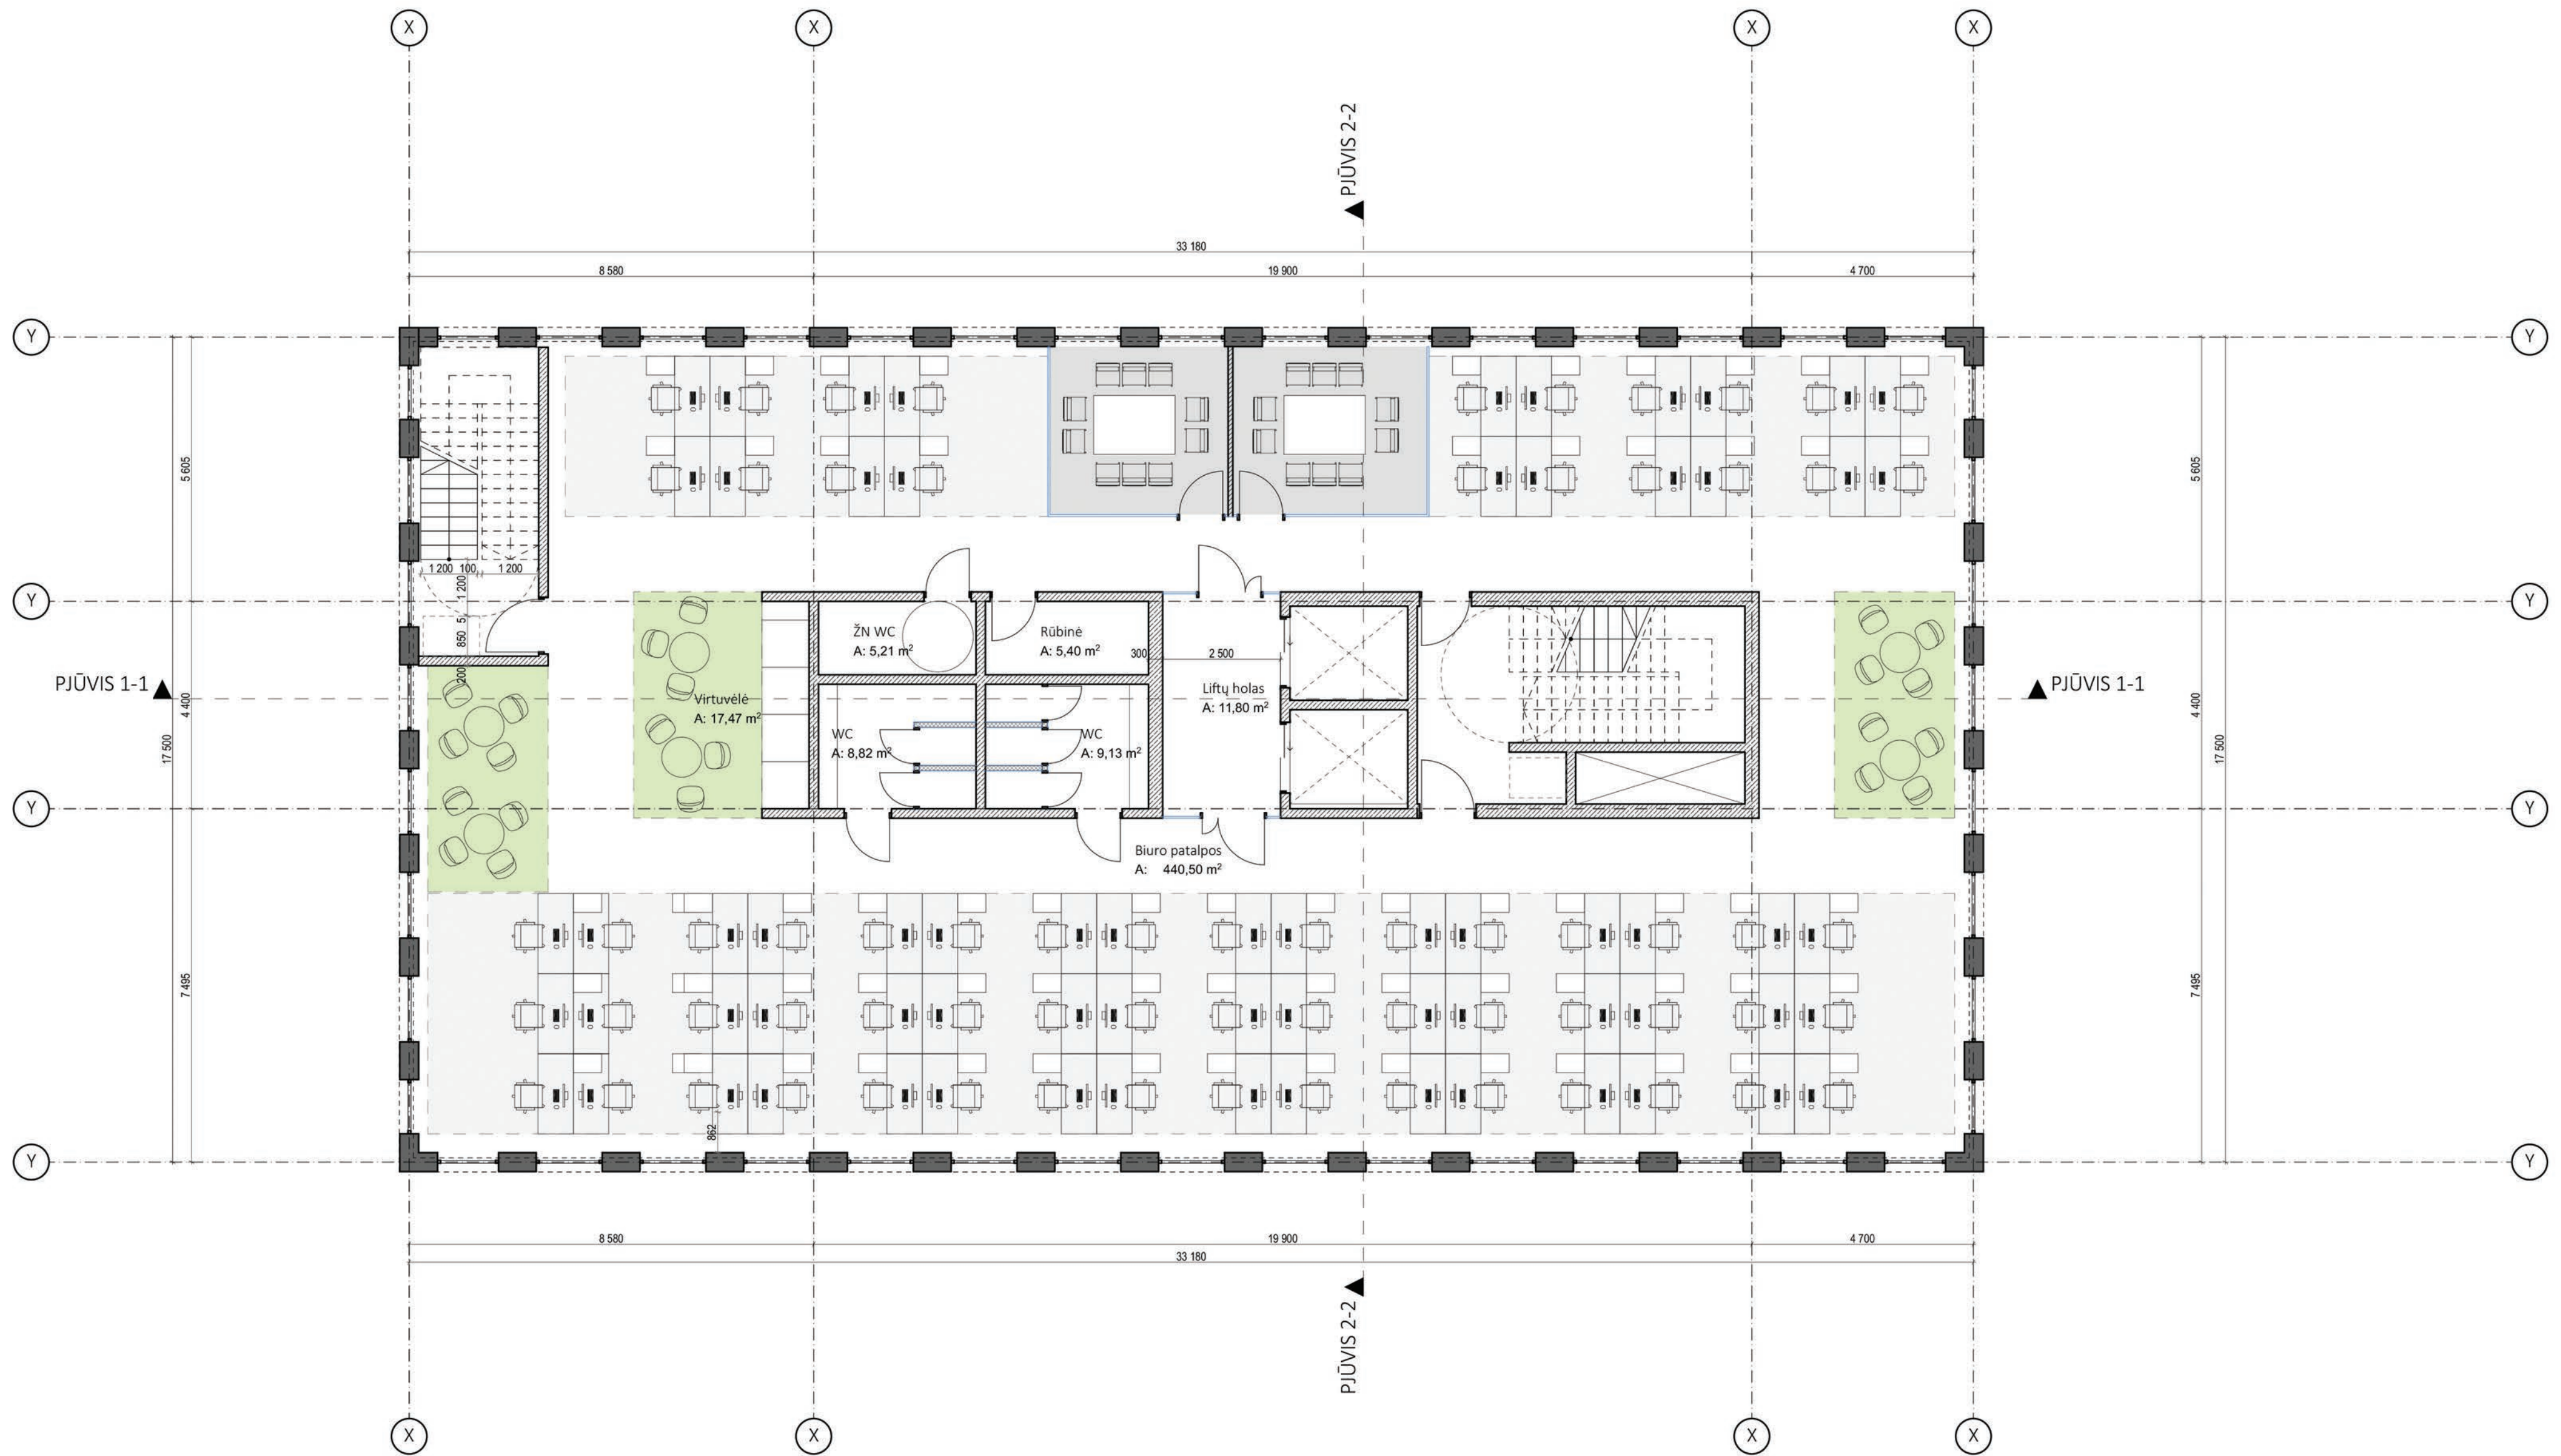 X
X
X
X
PJŪVIS 2-2
33 180
8 580
19 900
4 700
Y
Y
5 605
5 605
1 200
100
1 200
1 200
Y
Y
5
850
200
ŽN WC
A: 5,21 m²
Rūbinė
A: 5,40 m²
300
2 500
PJŪVIS 1-1
PJŪVIS 1-1
Virtuvėlė
A: 17,47 m²
Liftų holas
A: 11,80 m²
4 400
4 400
WC
A: 8,82 m²
WC
A: 9,13 m²
17 500
17 500
Y
Y
Biuro patalpos
A: 440,50 m²
7 495
7 495
862
Y
Y
8 580
19 900
4 700
33 180
PJŪVIS 2-2
X
X
X
X